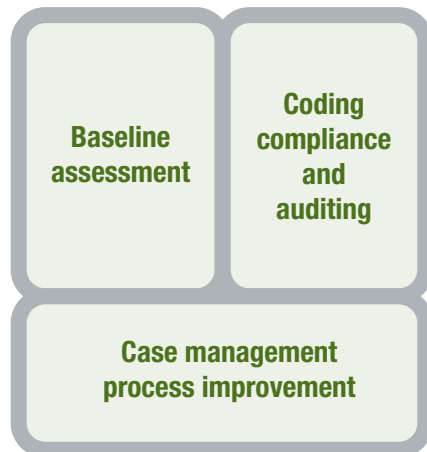 Baseline
assessment
Coding
compliance
and
auditing
Case management
process improvement